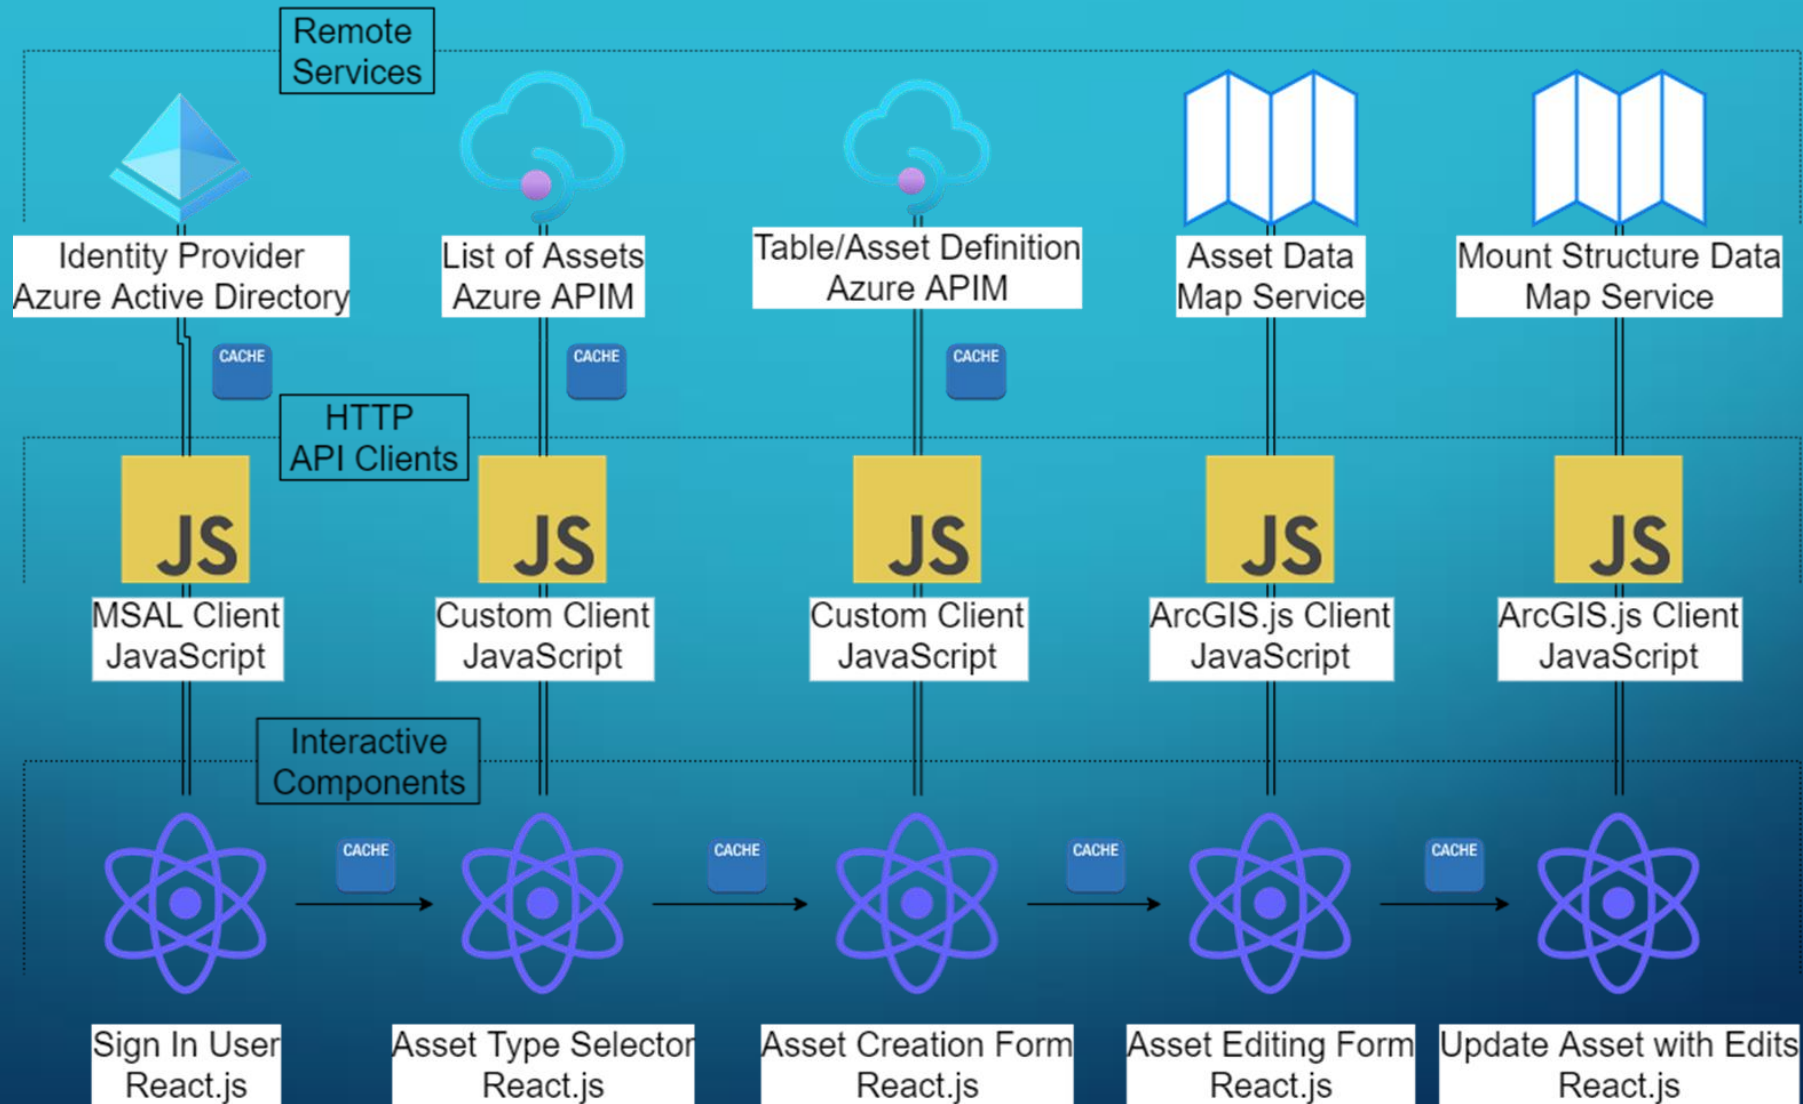 Remote
Services
Identity Provider
Azure Active Directory
List of Assets
Azure APIM
Table/Asset Definition
Azure APIM
Asset Data
Map Service
Mount Structure Data
Map Service
CACHE
CACHE
CACHE
HTTP
API Clients
JS
JS
JS
JS
JS
MSAL Client
JavaScript
Custom Client
JavaScript
Custom Client
JavaScript
ArcGIS.js Client
JavaScript
ArcGIS.js Client
JavaScript
Interactive
Components
CACHE
CACHE
CACHE
CACHE
Sign In User
React.js
Asset Type Selector
React.js
Asset Creation Form
React.js
Asset Editing Form
React.js
Update Asset with Edits
React.js